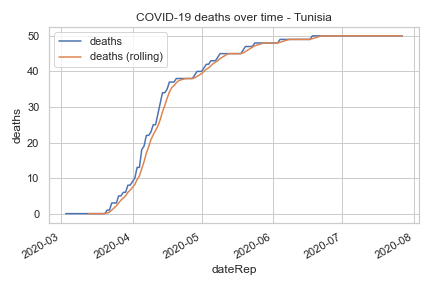 COVID-19 deaths over time - Tunisia
deaths
deaths (rolling)
50
40
30
20
10
0
deaths
2020-03
2020-04
2020-05
2020-06
2020-07
2020-08
dateRep